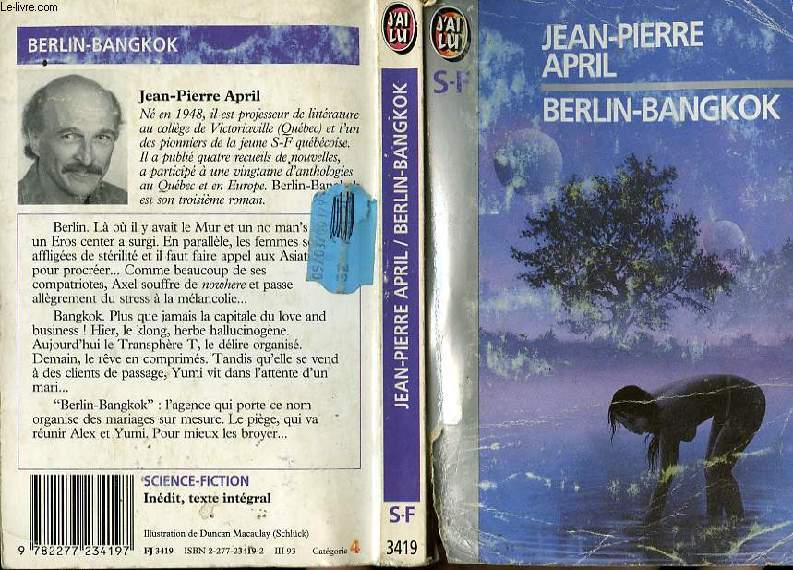 Le-livre.com
BERLIN-BANGKOK
Jean-Pierre April
Né en 1948, il est professeur de littérature
au collège de Victoriaville (Québec) et l'un
des pionniers de la jeune S-F québécoise.
Il a publié quatre recueils de nouvelles,
a participé à une vingtaine d'anthologies
au Québec et en Europe. Berlin-Bangkok
est son troisième roman.
Berlin. Là où il y avait le Mur et un no man's
un Eros center a surgi. En parallèle, les femmes
affligées de stérilité et il faut faire appel aux
pour procréer... Comme beaucoup de ses
compatriotes, Axel souffre de nowhere et passe
allègrement du stress à la mélancolie...
Bangkok. Plus que jamais la capitale du love and
business ! Hier, le klong, herbe hallucinogène.
Aujourd'hui le Transphère T, le délire organisé.
Demain, le rêve en comprimés. Tandis qu'elle se vend
à des clients de passage, Yumi vit dans l'attente d'un
mari...
"Berlin-Bangkok" : l'agence qui porte ce nom
organise des mariages sur mesure. Le piège, qui va
réunir Alex et Yumi. Pour mieux les broyer...
SCIENCE-FICTION
Inédit, texte intégral
Illustration de Duncan Macaulay (Schlück)
9 782277 234197
FJ 3419 ISBN 2-277-23419-2 III 93 Catégorie 4
J'AI LU
JEAN-PIERRE APRIL / BERLIN-BANGKOK
S-F
3419
J'AI LU
S-F
JEAN-PIERRE
APRIL
BERLIN-BANGKOK